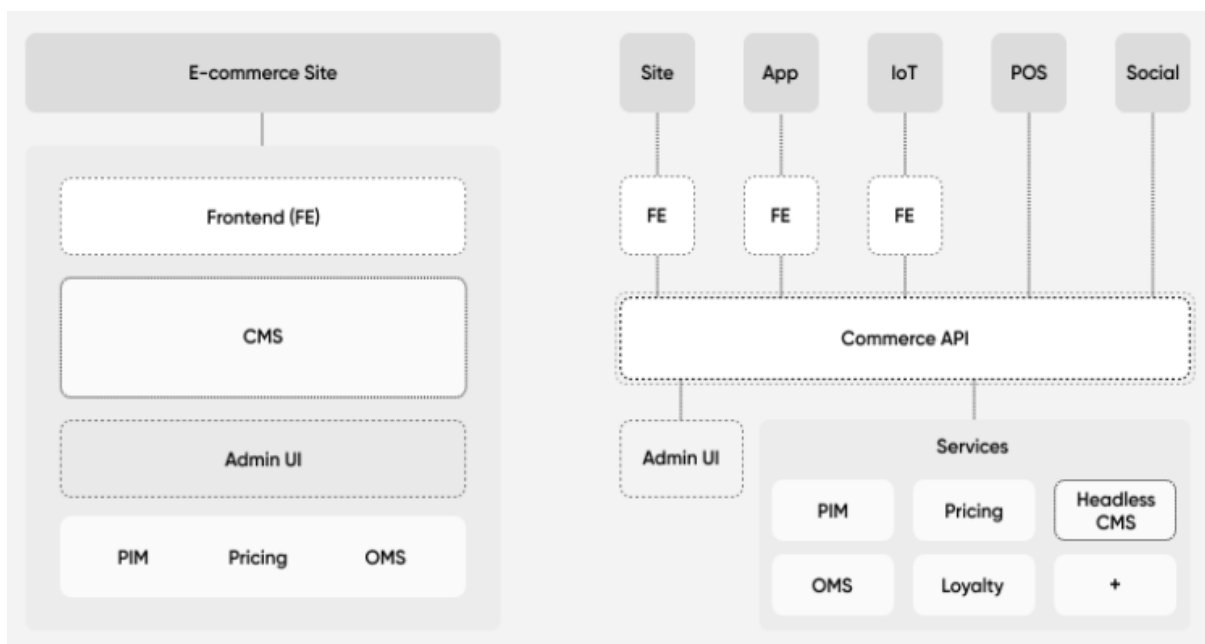 E-commerce Site
Frontend (FE)
CMS
Admin UI
PIM Pricing OMS
Site App IoT POS Social
FE FE FE
Commerce API
Admin UI
Services
PIM Pricing Headless
CMS
OMS Loyalty +